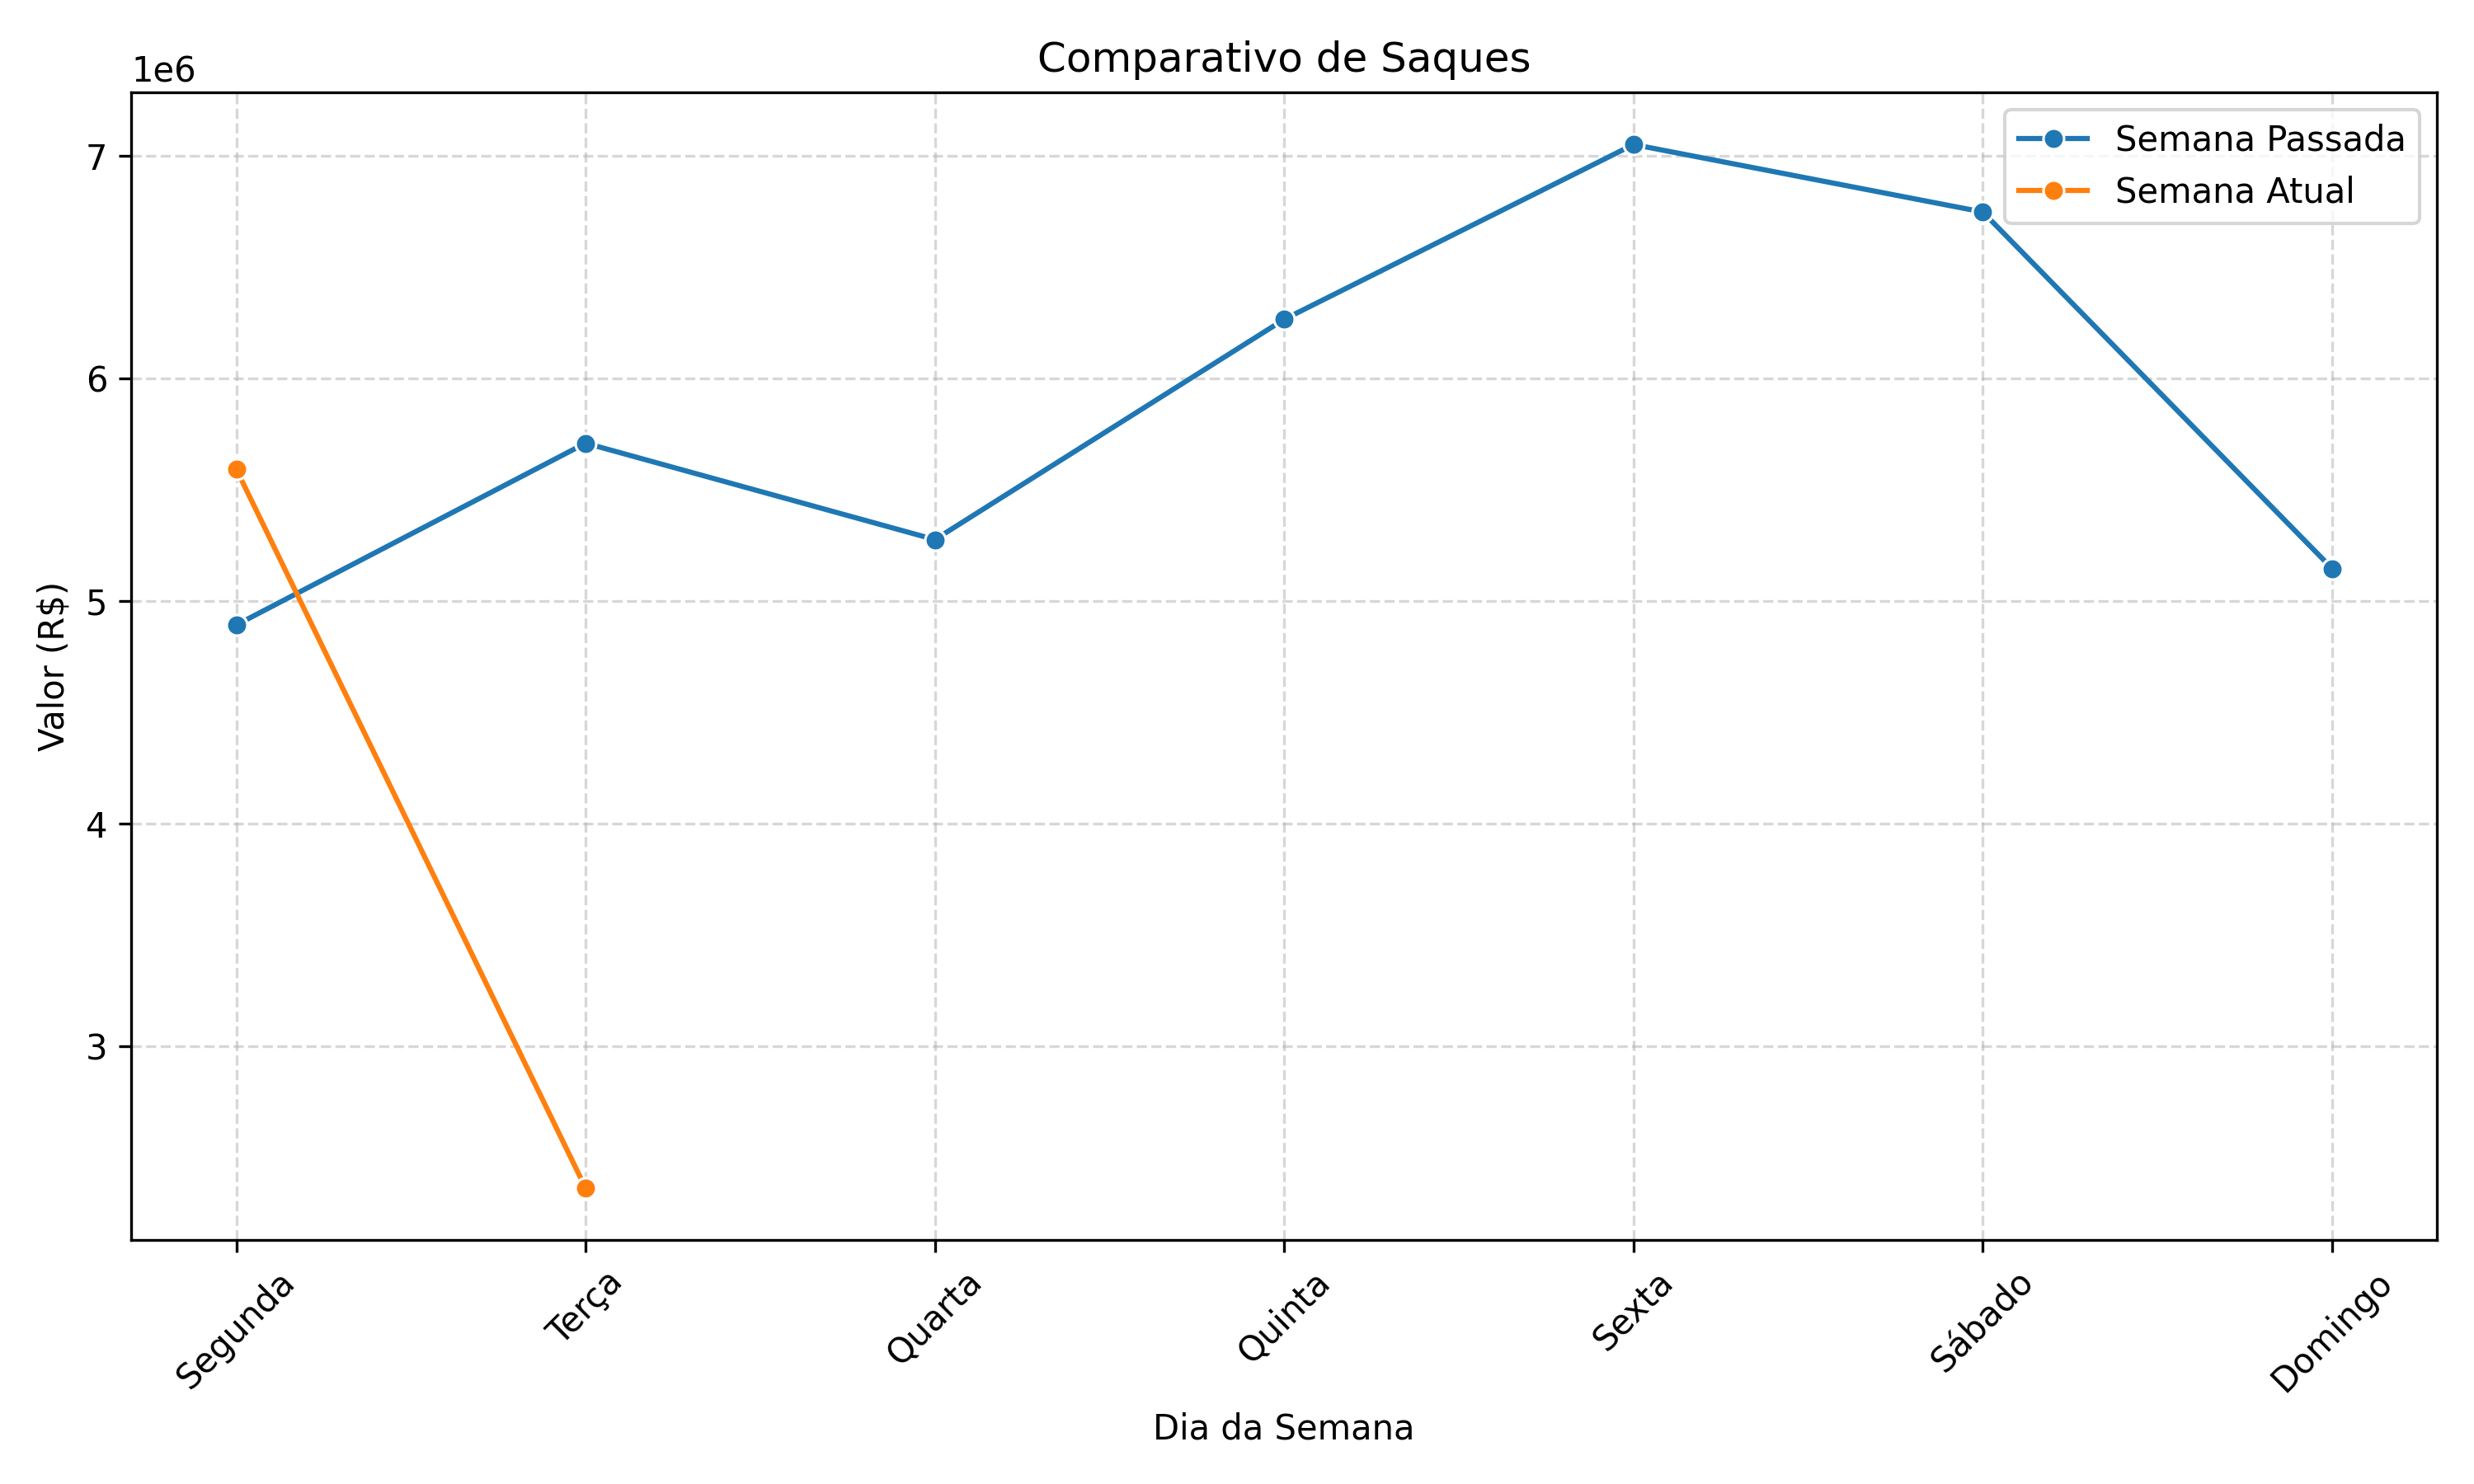 Comparativo de Saques
1e6
7
6
5
4
3
Valor (R$)
Semana Passada
Semana Atual
Segunda
Terça
Quarta
Quinta
Sexta
Sábado
Domingo
Dia da Semana